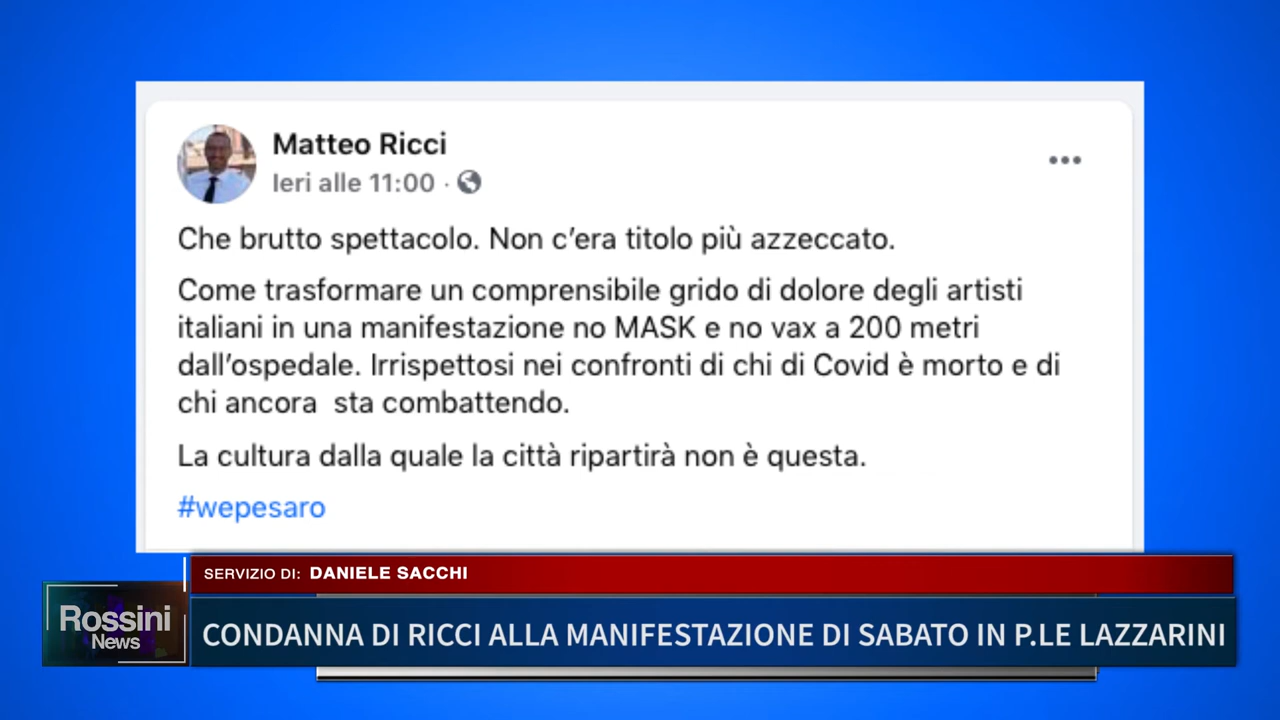 Matteo Ricci
Ieri alle 11:00 ·
Che brutto spettacolo. Non c’era titolo più azzeccato.
Come trasformare un comprensibile grido di dolore degli artisti
italiani in una manifestazione no MASK e no vax a 200 metri
dall’ospedale. Irrispettosi nei confronti di chi di Covid è morto e di
chi ancora  sta combattendo.
La cultura dalla quale la città ripartirà non è questa.
#wepesaro
SERVIZIO DI: DANIELE SACCHI
Rossini
News
CONDANNA DI RICCI ALLA MANIFESTAZIONE DI SABATO IN P.LE LAZZARINI